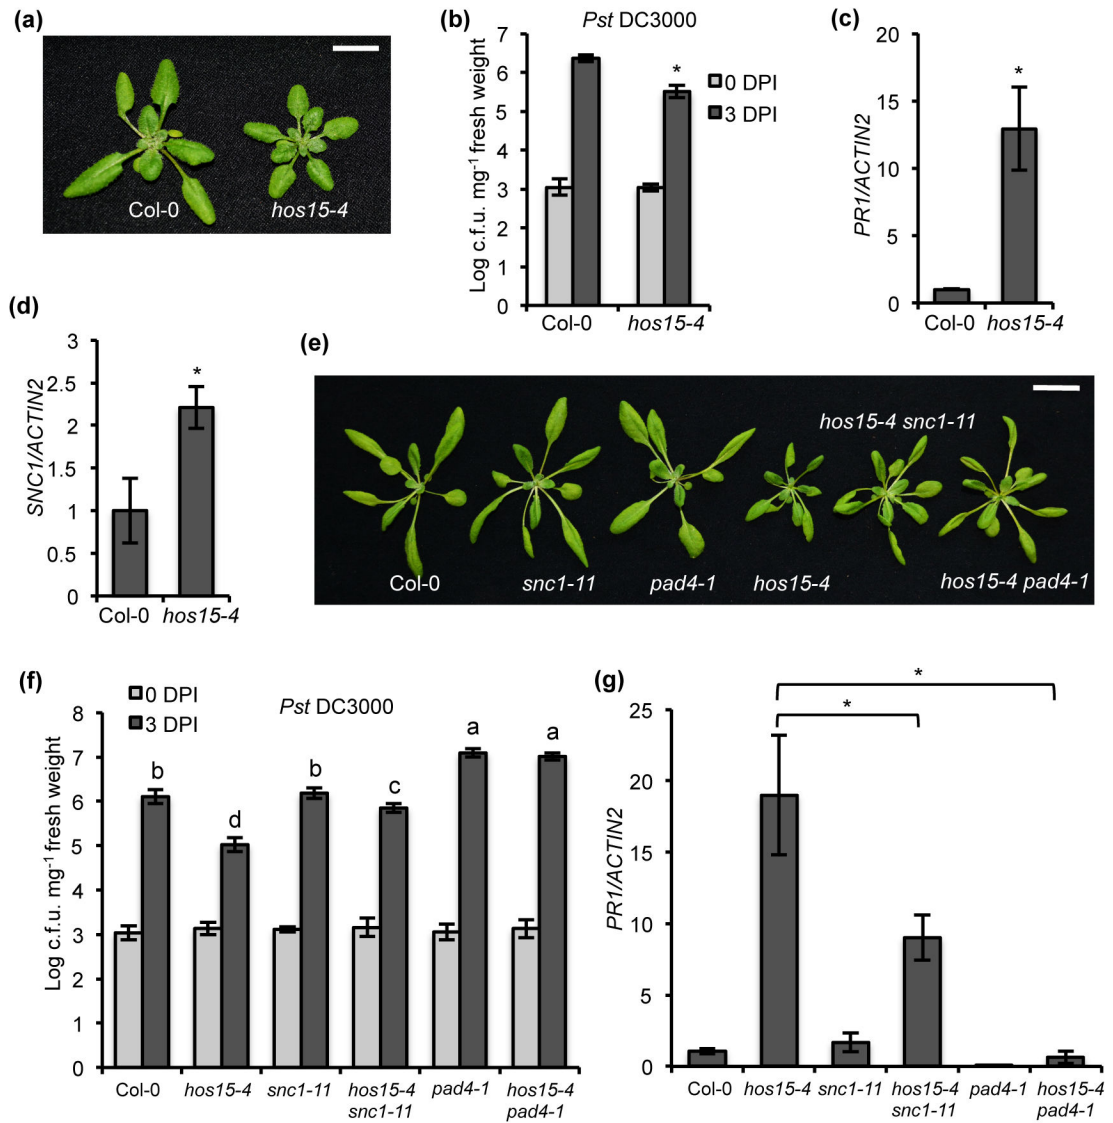 (a)
Col-0
hos15-4
(b)
Pst DC3000
Log c.f.u. mg⁻¹ fresh weight
7
6
5
4
3
2
1
0
*
0 DPI
3 DPI
Col-0
hos15-4
(c)
PR1/ACTIN2
20
15
10
5
0
*
Col-0
hos15-4
(d)
SNC1/ACTIN2
3
2.5
2
1.5
1
0.5
0
*
Col-0
hos15-4
(e)
hos15-4 snc1-11
Col-0
snc1-11
pad4-1
hos15-4
hos15-4 pad4-1
(f)
0 DPI
3 DPI
Pst DC3000
Log c.f.u. mg⁻¹ fresh weight
8
7
6
5
4
3
2
1
0
b
d
b
c
a
a
Col-0
hos15-4
snc1-11
hos15-4
snc1-11
pad4-1
hos15-4
pad4-1
(g)
PR1/ACTIN2
25
20
15
10
5
0
*
*
Col-0
hos15-4
snc1-11
hos15-4
snc1-11
pad4-1
hos15-4
pad4-1